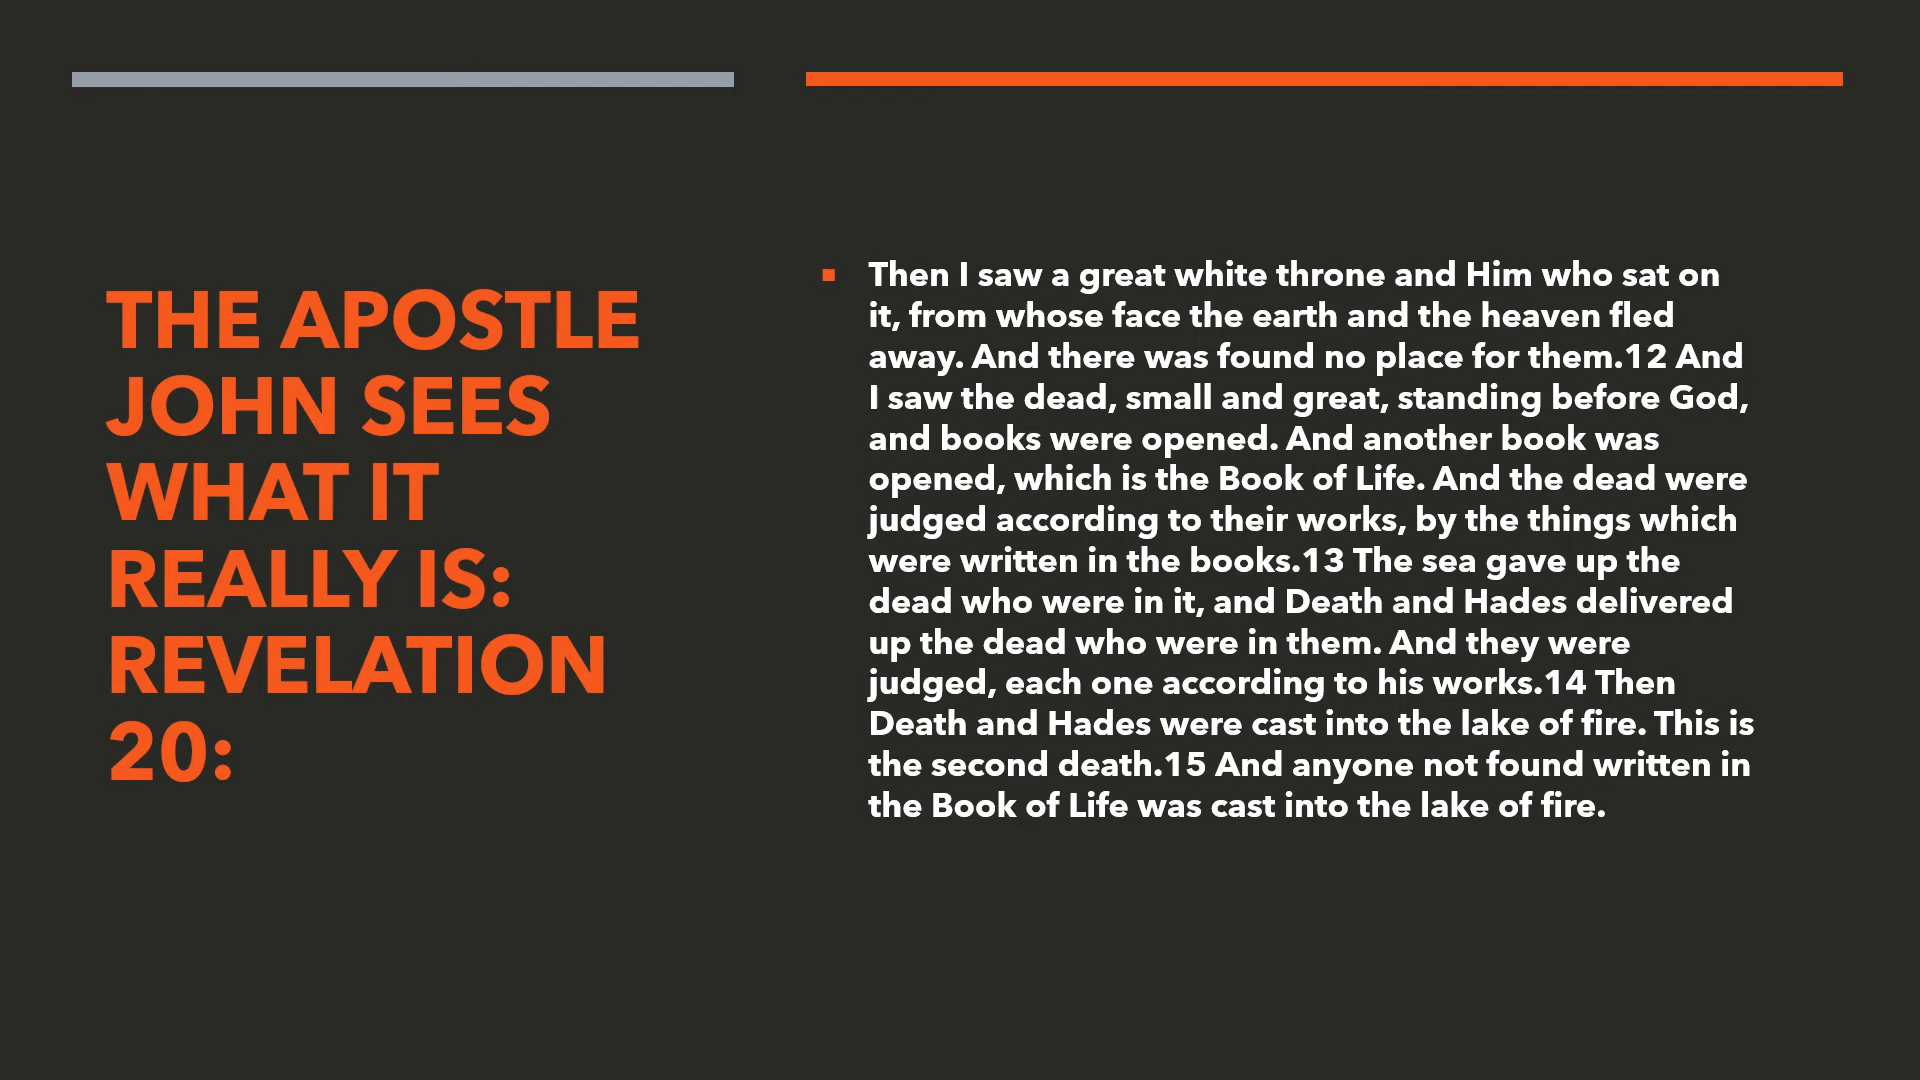 THE APOSTLE
JOHN SEES
WHAT IT
REALLY IS:
REVELATION
20:
Then I saw a great white throne and Him who sat on
it, from whose face the earth and the heaven fled
away. And there was found no place for them.12 And
I saw the dead, small and great, standing before God,
and books were opened. And another book was
opened, which is the Book of Life. And the dead were
judged according to their works, by the things which
were written in the books.13 The sea gave up the
dead who were in it, and Death and Hades delivered
up the dead who were in them. And they were
judged, each one according to his works.14 Then
Death and Hades were cast into the lake of fire. This is
the second death.15 And anyone not found written in
the Book of Life was cast into the lake of fire.